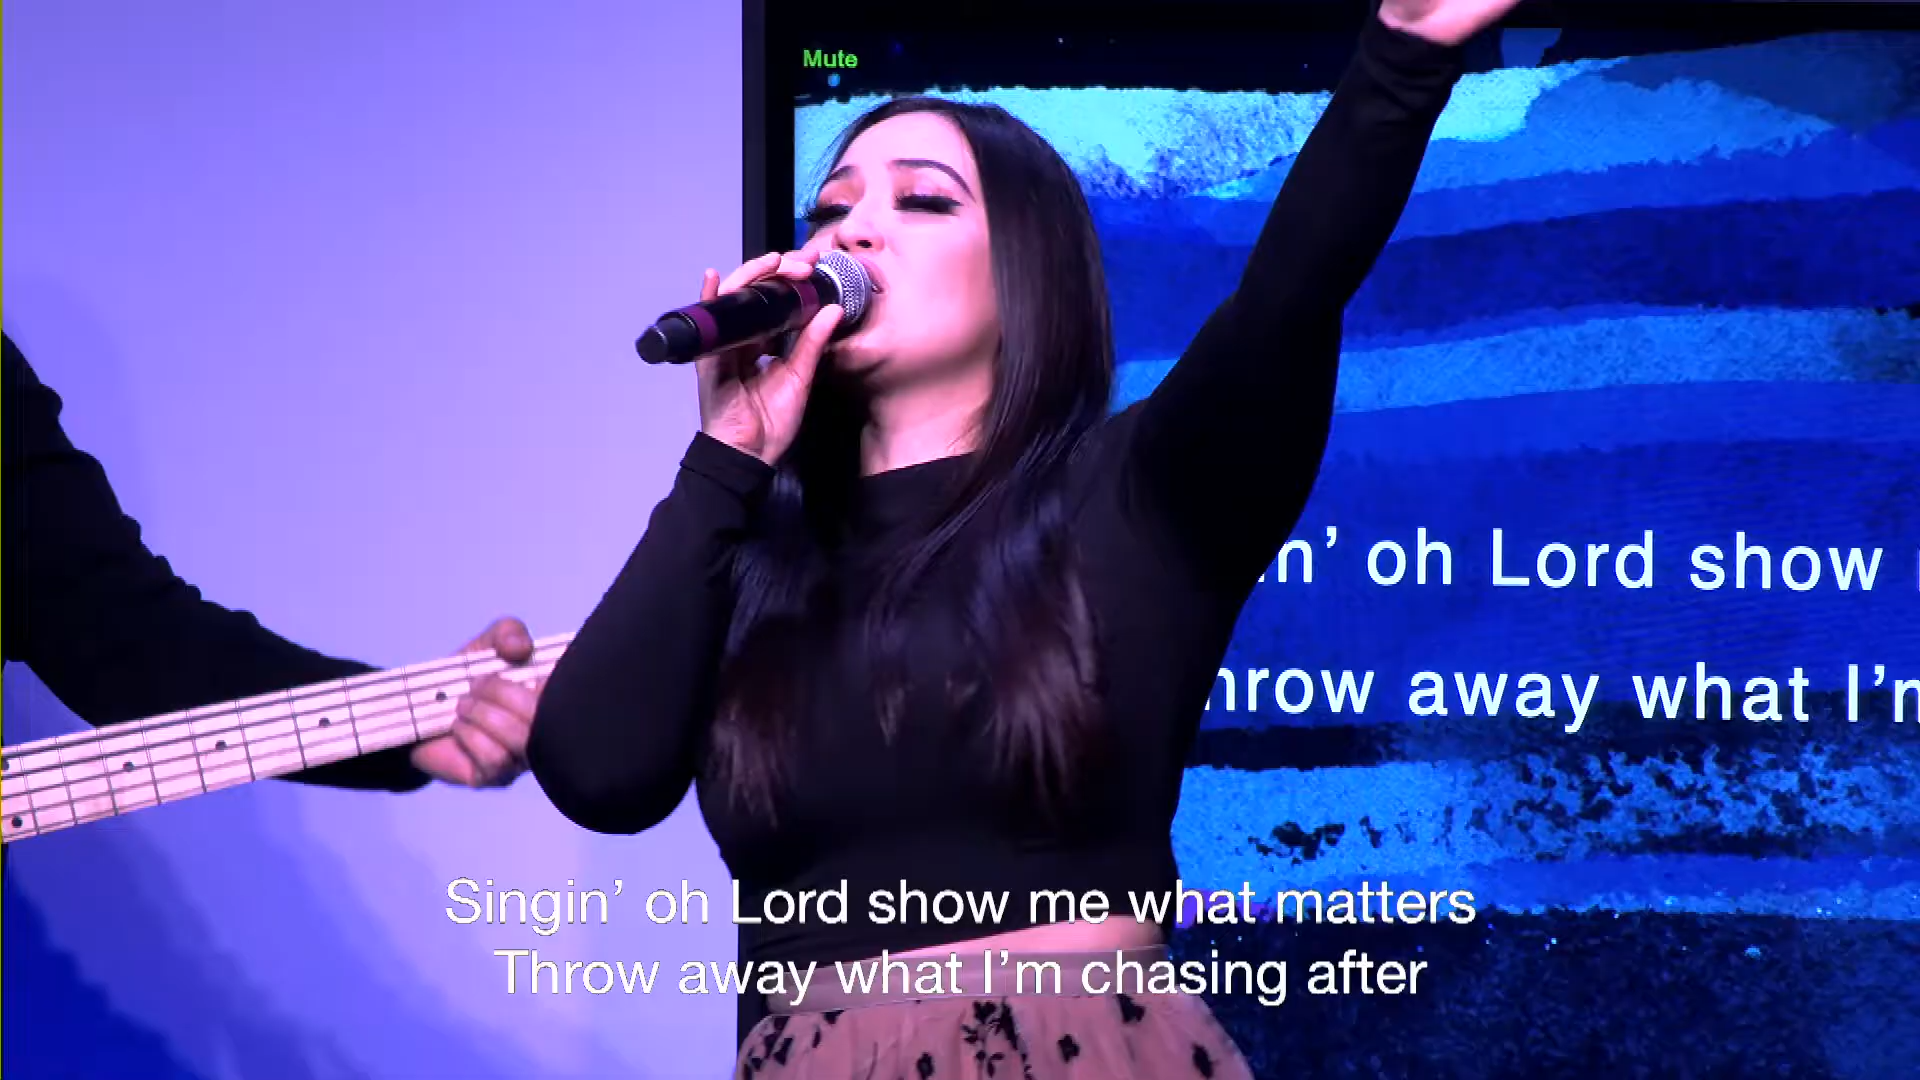 Mute
n’ oh Lord show
hrow away what I’m
Singin’ oh Lord show me what matters
Throw away what I’m chasing after